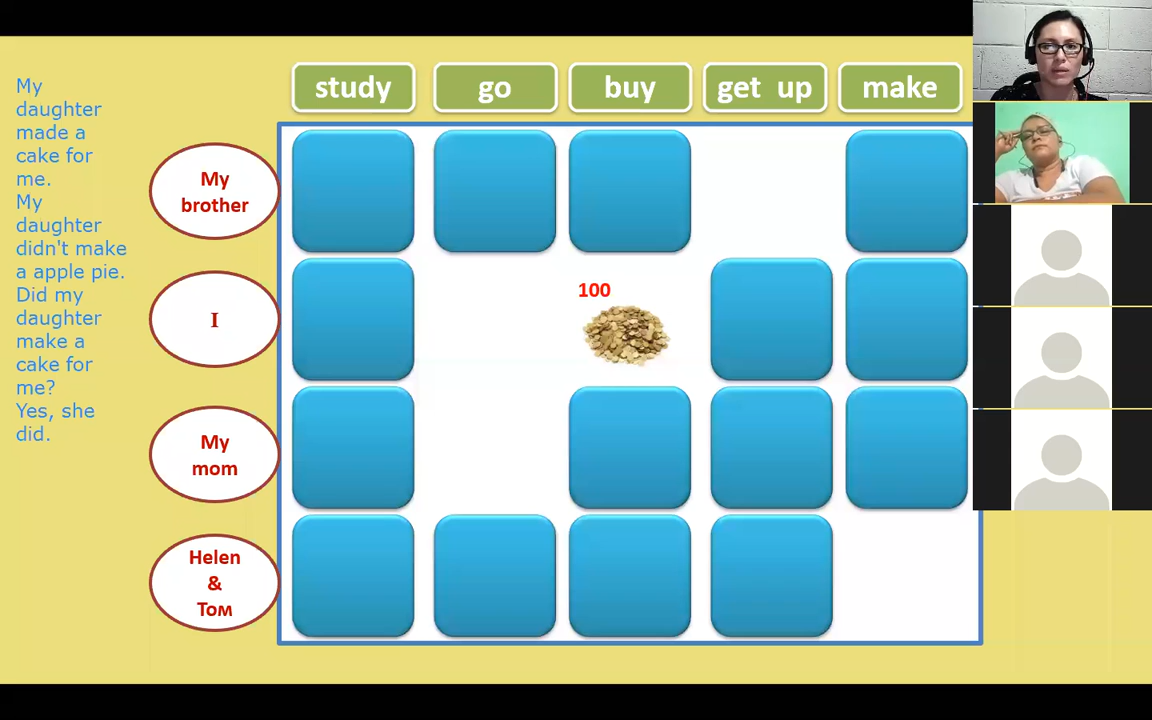 My
daughter
made a
cake for
me.
My
daughter
didn't make
a apple pie.
Did my
daughter
make a
cake for
me?
Yes, she
did.
study
go
buy
get up
make
My
brother
I
100
My
mom
Helen
&
Том